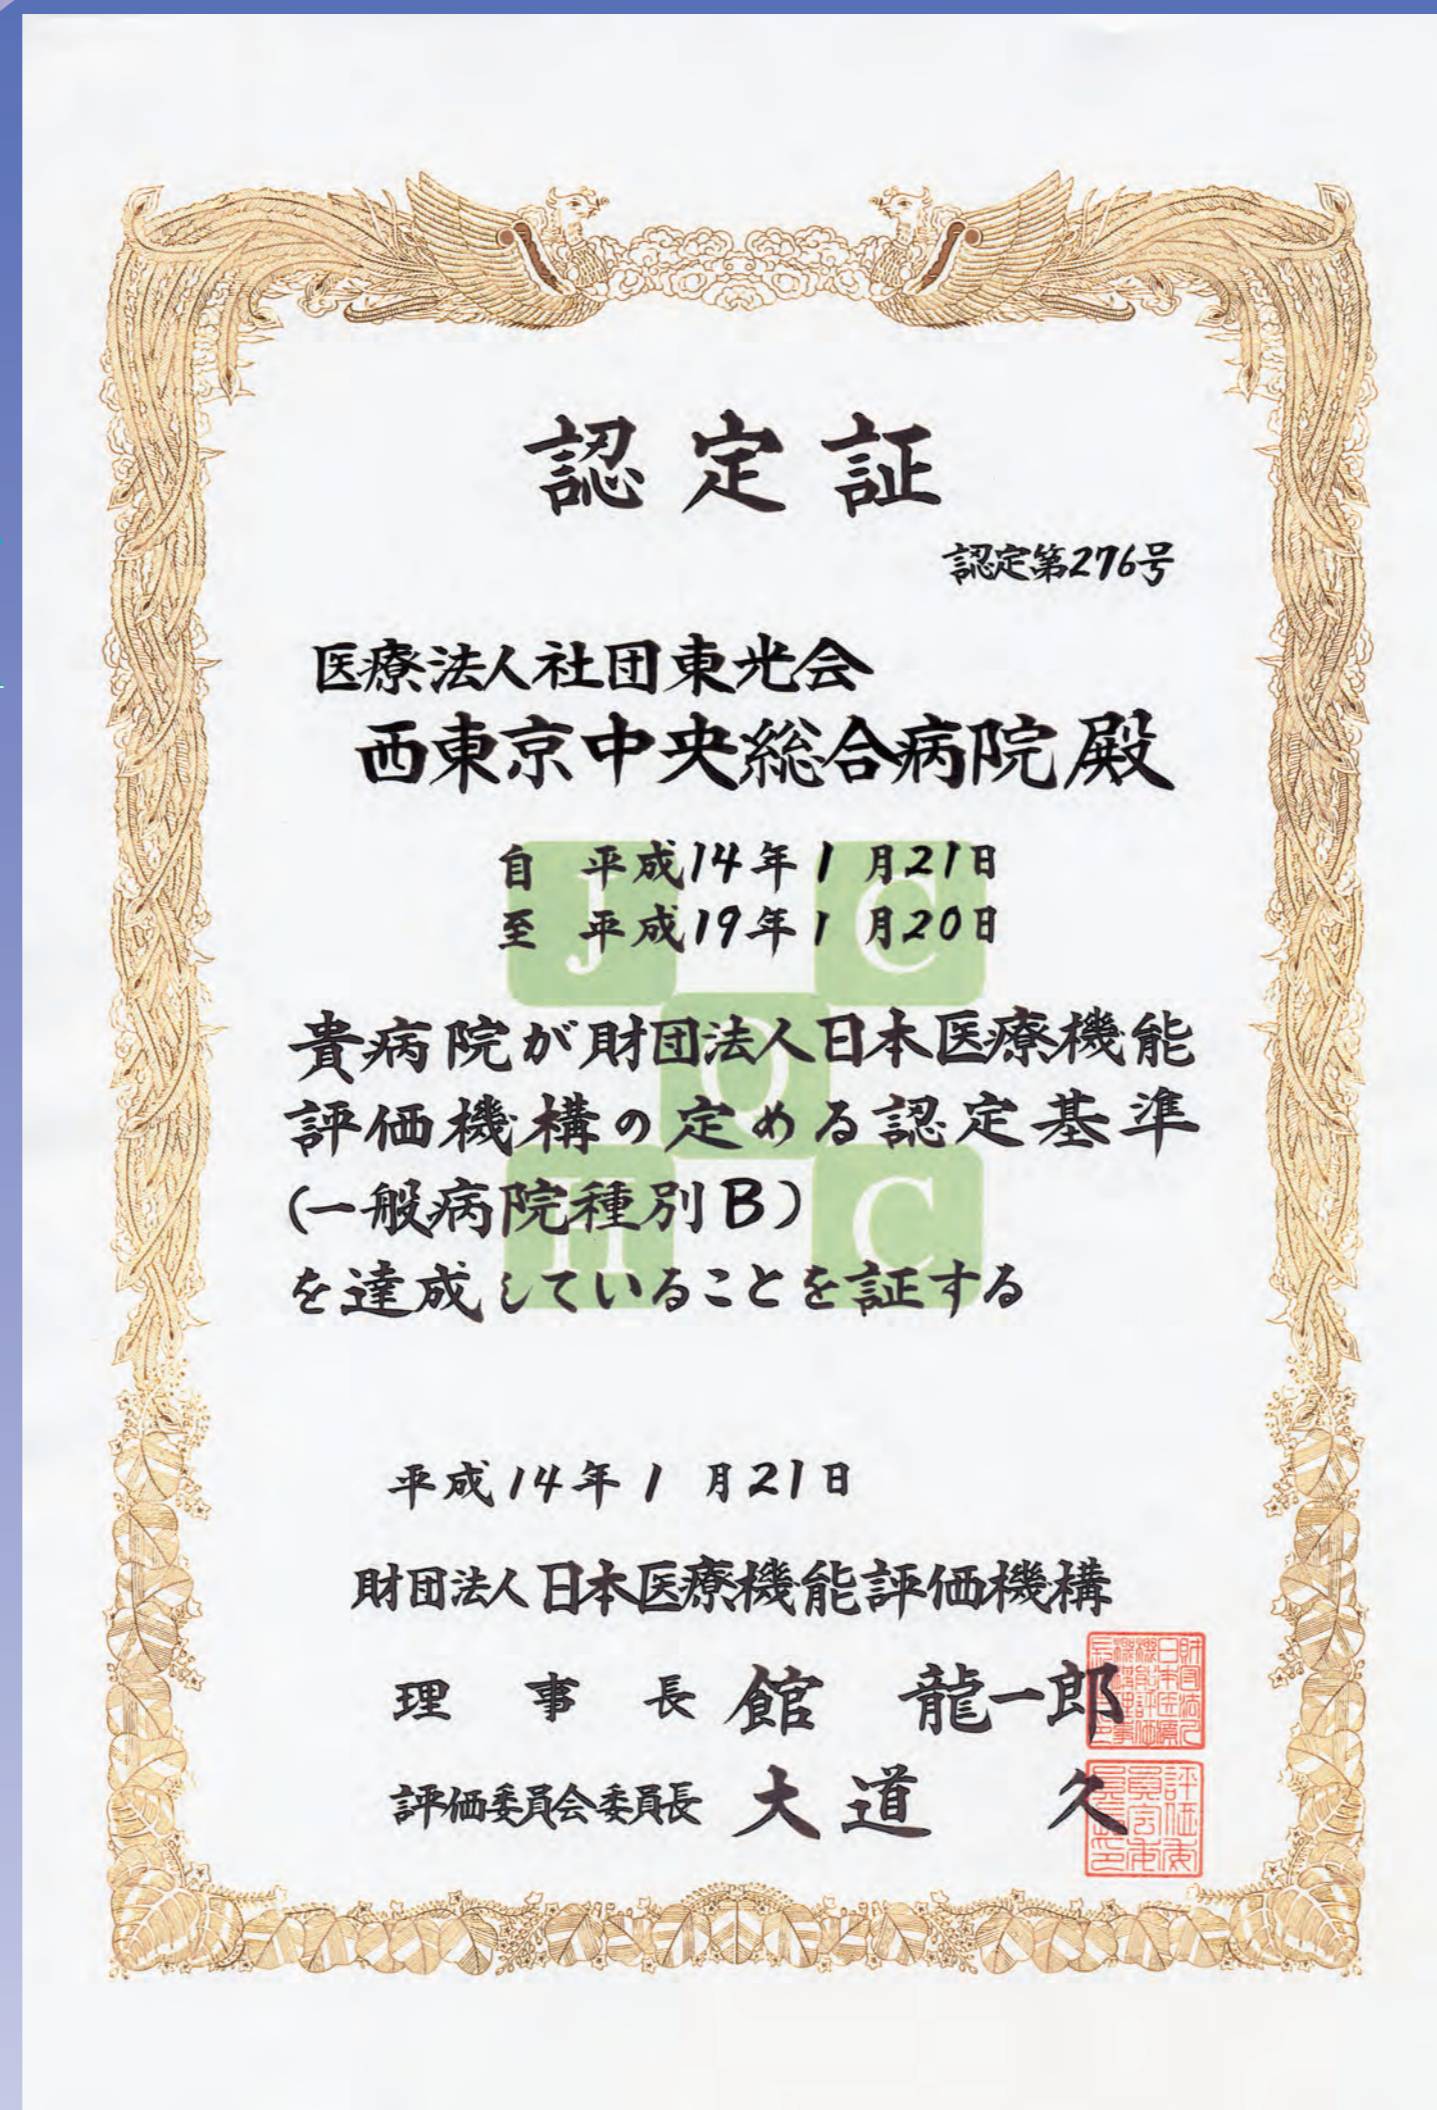 認定証
認定第276号
医療法人社団東光会
西東京中央総合病院 殿
自 平成14年1月21日
至 平成19年1月20日
J C
Q
H C
貴病院が財団法人日本医療機能
評価機構の定める認定基準
(一般病院種別B)
を達成していることを証する
平成14年1月21日
財団法人日本医療機能評価機構
理事長 館 龍一郎
評価委員会委員長 大道 久